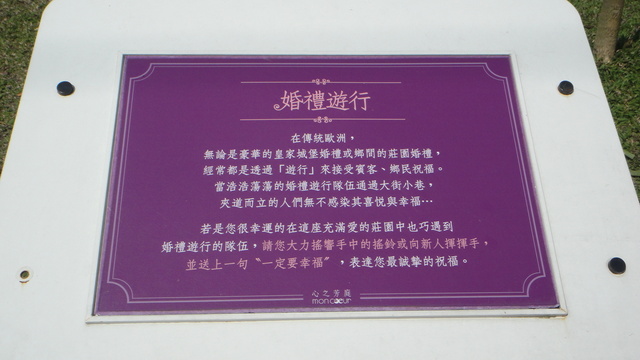 婚禮遊行
在傳統歐洲，
無論是豪華的皇家城堡婚禮或鄉間的莊園婚禮，
經常都是透過「遊行」來接受賓客、鄉民祝福。
當浩浩蕩蕩的婚禮遊行隊伍通過大街小巷，
夾道而立的人們無不感染其喜悅與幸福⋯
若是您很幸運的在這座充滿愛的莊園中也巧遇到
婚禮遊行的隊伍，請您大力搖響手中的搖鈴或向新人揮揮手，
並送上一句〝一定要幸福〞，表達您最誠摯的祝福。
心之芳庭
mon coeur